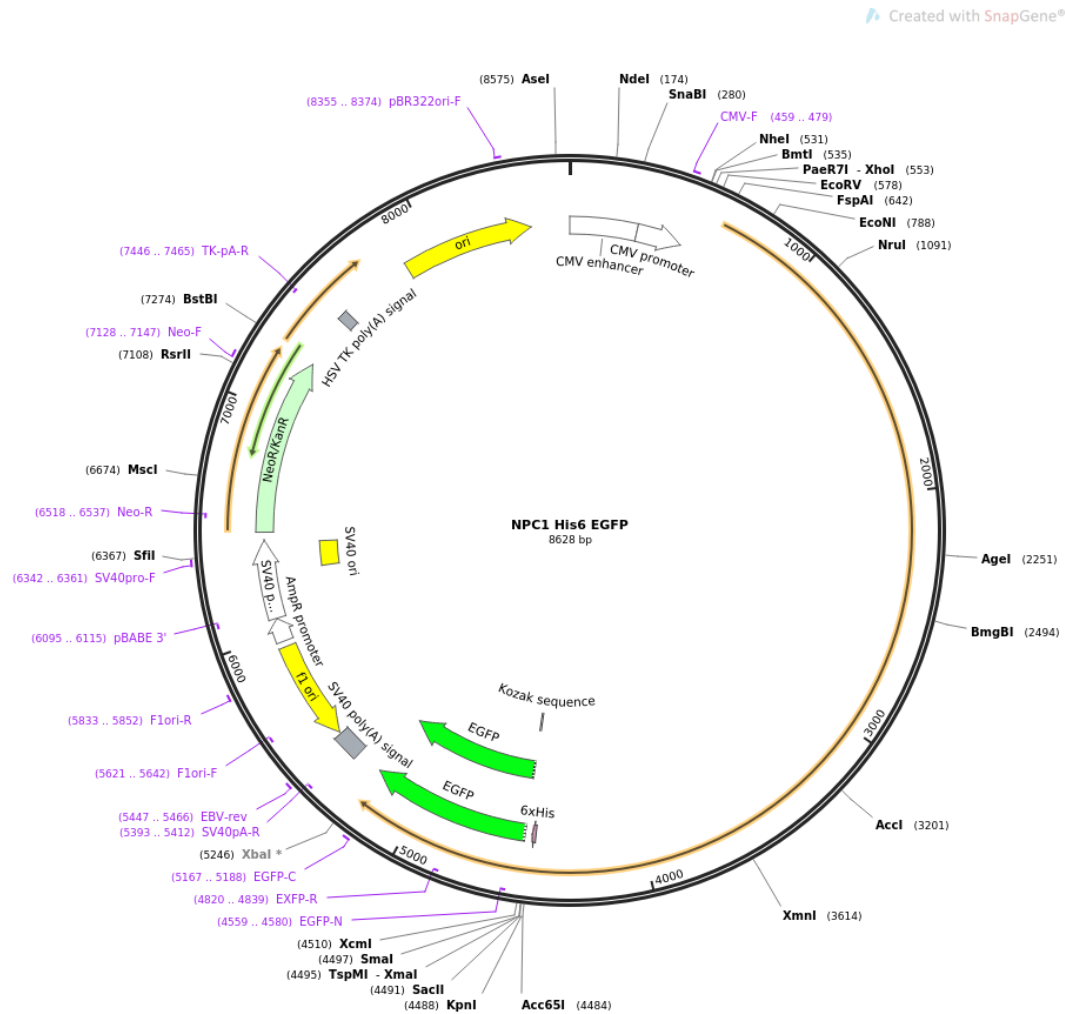 Created with SnapGene®
(8575) AseI
NdeI (174)
SnaBI (280)
(8355 .. 8374) pBR322ori-F
CMV-F (459 .. 479)
NheI (531)
BmtI (535)
PaeR7I - XhoI (553)
EcoRV (578)
FspAI (642)
EcoNI (788)
NruI (1091)
8000
1000
ori
CMV enhancer
CMV promoter
(7446 .. 7465) TK-pA-R
(7274) BstBI
(7128 .. 7147) Neo-F
(7108) RsrII
HSV TK poly(A) signal
7000
NeoR/KanR
2000
(6674) MscI
(6518 .. 6537) Neo-R
(6367) SfiI
(6342 .. 6361) SV40pro-F
SV40 ori
NPC1 His6 EGFP
8628 bp
AgeI (2251)
SV40 p...
AmpR promoter
(6095 .. 6115) pBABE 3'
BmgBI (2494)
6000
f1 ori
SV40 poly(A) signal
Kozak sequence
3000
(5833 .. 5852) F1ori-R
EGFP
(5621 .. 5642) F1ori-F
EGFP
6xHis
(5447 .. 5466) EBV-rev
(5393 .. 5412) SV40pA-R
AccI (3201)
(5246) XbaI *
5000
4000
(5167 .. 5188) EGFP-C
(4820 .. 4839) EXFP-R
(4559 .. 4580) EGFP-N
XmnI (3614)
(4510) XcmI
(4497) SmaI
(4495) TspMI - XmaI
(4491) SacII
(4488) KpnI
Acc65I (4484)